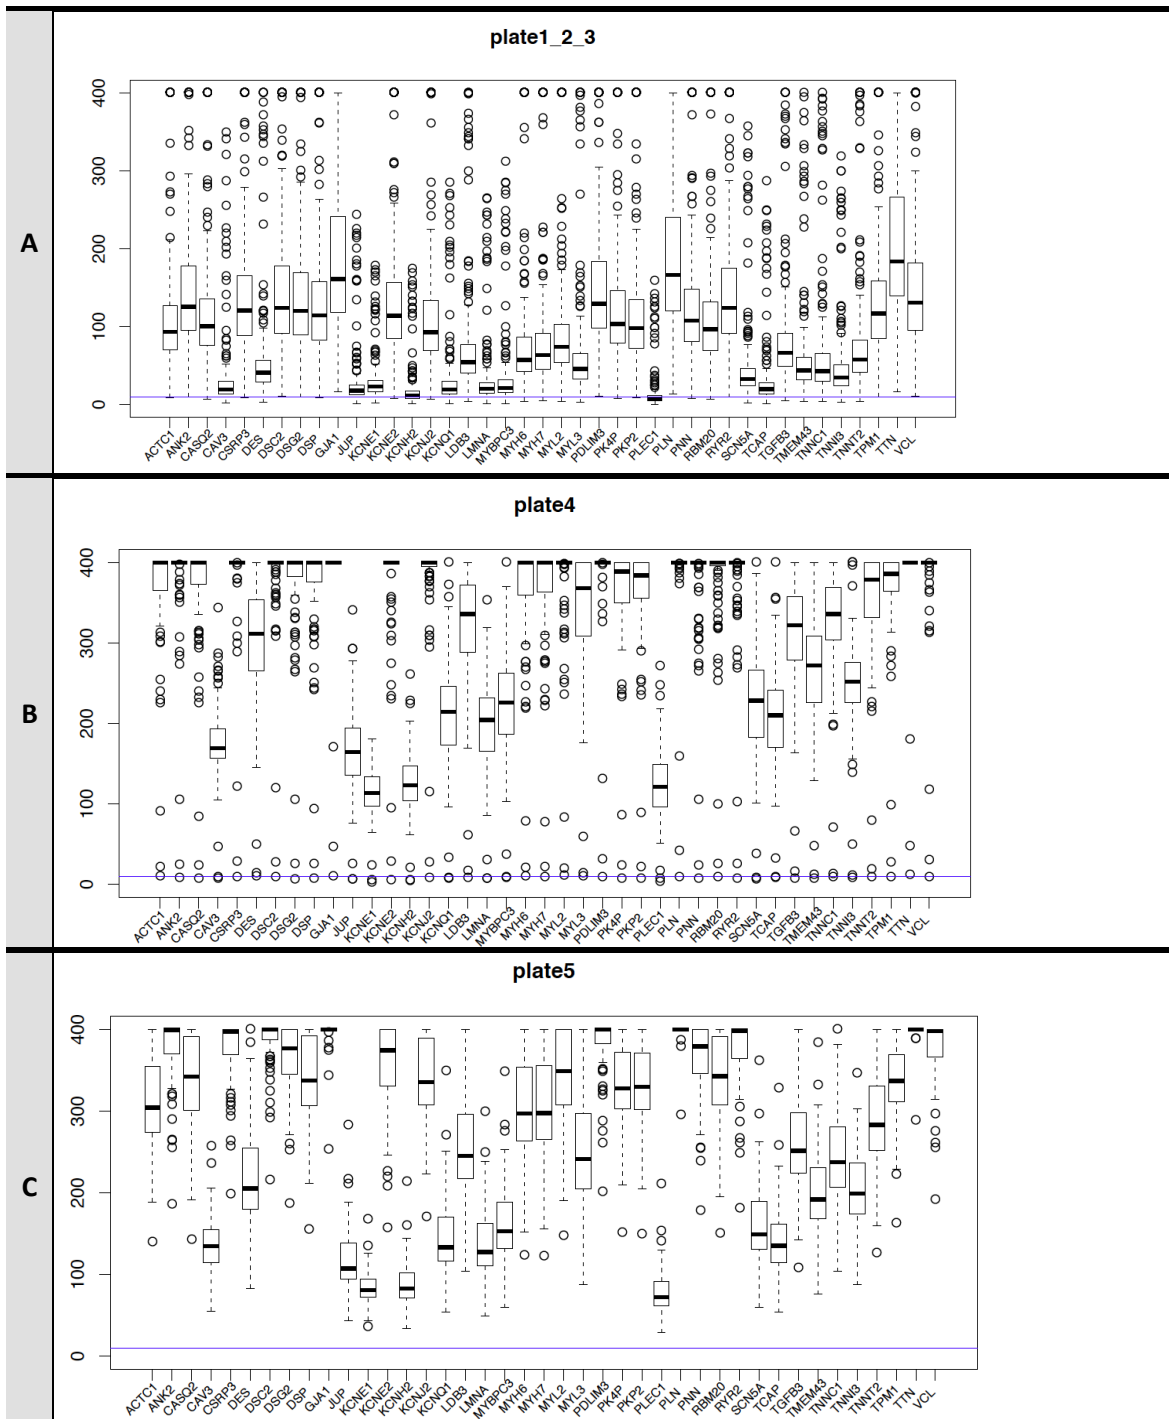 plate1_2_3
A
400
300
200
100
0
ACTC1 ANK2 CASQ2 CAV3 CSRP3 DES DSC2 DSG2 DSP GJA1 JUP KCNE1 KCNE2 KCNH2 KCNJ2 KCNQ1 LDB3 LMNA MYBPC3 MYH6 MYH7 MYL2 MYL3 PDLIM3 PK4P PKP2 PLEC1 PLN PNN RBM20 RYR2 SCN5A TCAP TGFB3 TMEM43 TNNC1 TNNI3 TNNT2 TPM1 TTN VCL
plate4
B
400
300
200
100
0
ACTC1 ANK2 CASQ2 CAV3 CSRP3 DES DSC2 DSG2 DSP GJA1 JUP KCNE1 KCNE2 KCNH2 KCNJ2 KCNQ1 LDB3 LMNA MYBPC3 MYH6 MYH7 MYL2 MYL3 PDLIM3 PK4P PKP2 PLEC1 PLN PNN RBM20 RYR2 SCN5A TCAP TGFB3 TMEM43 TNNC1 TNNI3 TNNT2 TPM1 TTN VCL
plate5
C
400
300
200
100
0
ACTC1 ANK2 CASQ2 CAV3 CSRP3 DES DSC2 DSG2 DSP GJA1 JUP KCNE1 KCNE2 KCNH2 KCNJ2 KCNQ1 LDB3 LMNA MYBPC3 MYH6 MYH7 MYL2 MYL3 PDLIM3 PK4P PKP2 PLEC1 PLN PNN RBM20 RYR2 SCN5A TCAP TGFB3 TMEM43 TNNC1 TNNI3 TNNT2 TPM1 TTN VCL